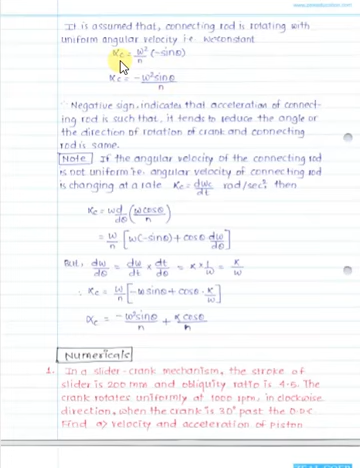 It is assumed that, connecting rod is rotating with
uniform angular velocity i.e. wc=constant
αc = ω²/n (-sinθ)
αc = -ω²sinθ/n
∴ Negative sign, indicates that acceleration of connect-
ing rod is such that, it tends to reduce the angle or
the direction of rotation of crank and connecting
rod is same.
Note If the angular velocity of the connecting rod
is not uniform i.e. angular velocity of connecting rod
is changing at a rate αc = dωc/dt rad/sec², then
αc = ωd/dθ (ωcosθ/n)
= ω/n [ω(-sinθ) + cosθ dω/dθ]
But, dω/dθ = dω/dt × dt/dθ = α × 1/ω = α/ω
∴ αc = ω/n [-ωsinθ + cosθ · α/ω]
αc = -ω²sinθ/n + αcosθ/n
Numericals
1. In a slider-crank mechanism, the stroke of
slider is 200 mm and obliquity ratio is 4.5. The
crank rotates uniformly at 1000 rpm, in clockwise
direction, when the crank is 30° past the O.D.C
Find a) velocity and acceleration of piston